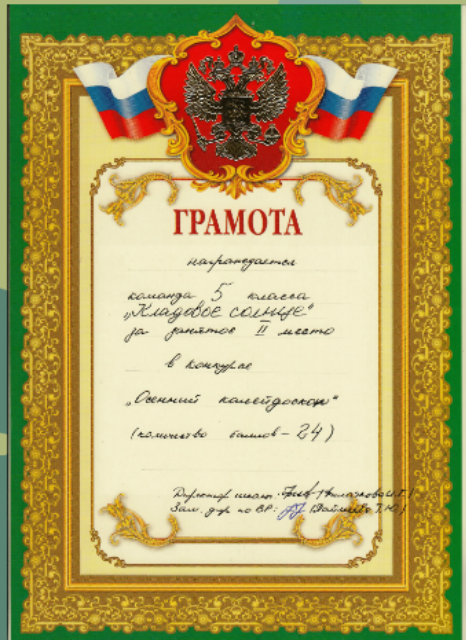 ГРАМОТА
награждается
команда 5 класса
„Кладовое солнце"
за занятое II место
в конкурсе
„Осенний калейдоскоп"
(количество баллов - 24)
Директор школы:
Зам. дир по ВР: